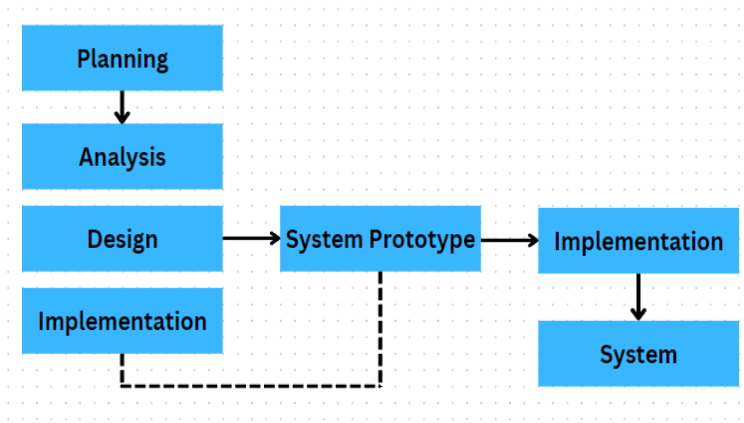 Planning
Analysis
Design
System Prototype
Implementation
Implementation
System